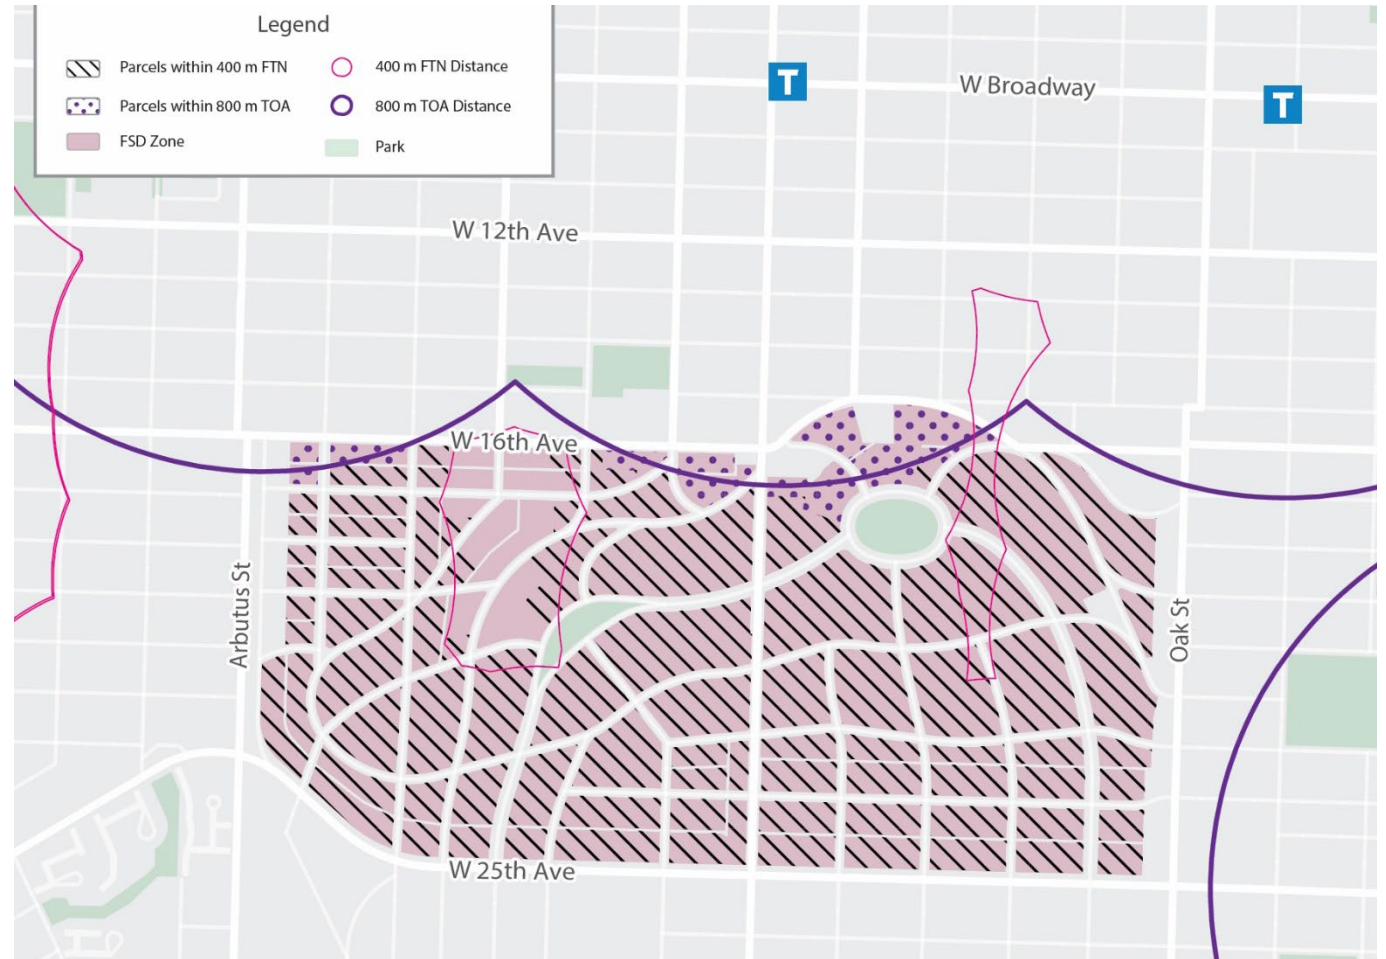 Legend
Parcels within 400 m FTN
400 m FTN Distance
Parcels within 800 m TOA
800 m TOA Distance
FSD Zone
Park
T
W Broadway
T
W 12th Ave
W 16th Ave
Arbutus St
Oak St
W 25th Ave